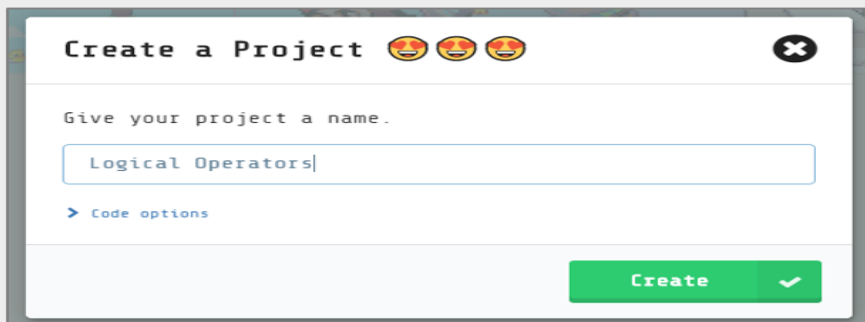 Create a Project 😍😍😍
Give your project a name.
Logical Operators
> Code options
Create